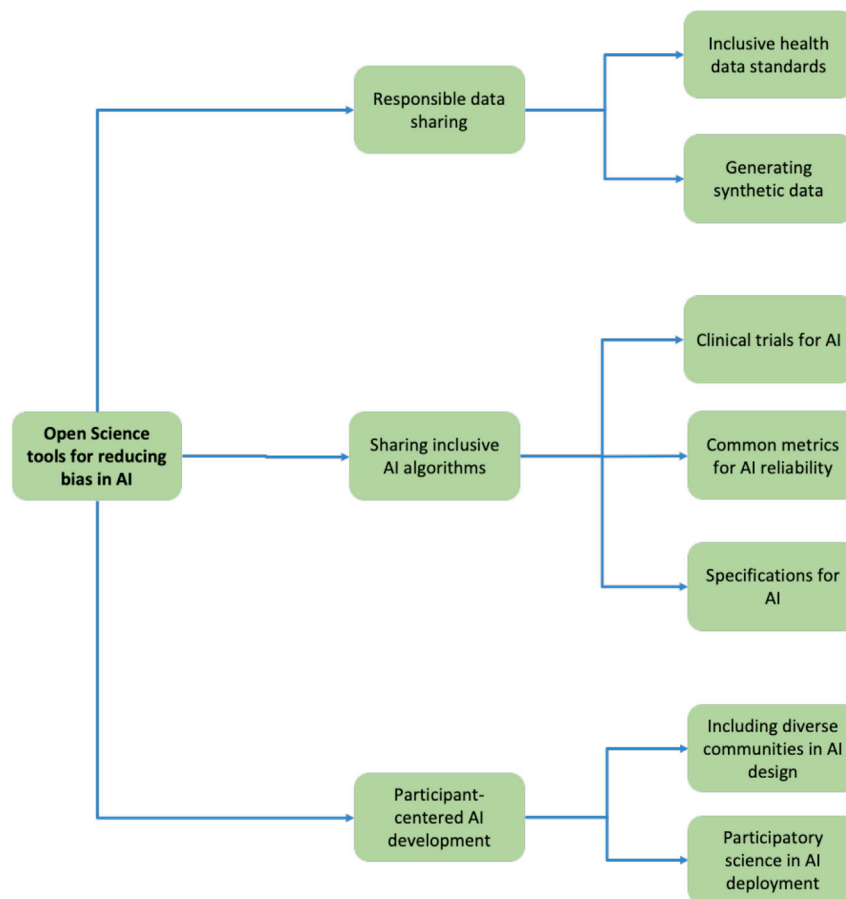 Inclusive health
data standards
Responsible data
sharing
Generating
synthetic data
Clinical trials for AI
Open Science
tools for reducing
bias in AI
Sharing inclusive
AI algorithms
Common metrics
for AI reliability
Specifications for
AI
Including diverse
communities in AI
design
Participant-
centered AI
development
Participatory
science in AI
deployment